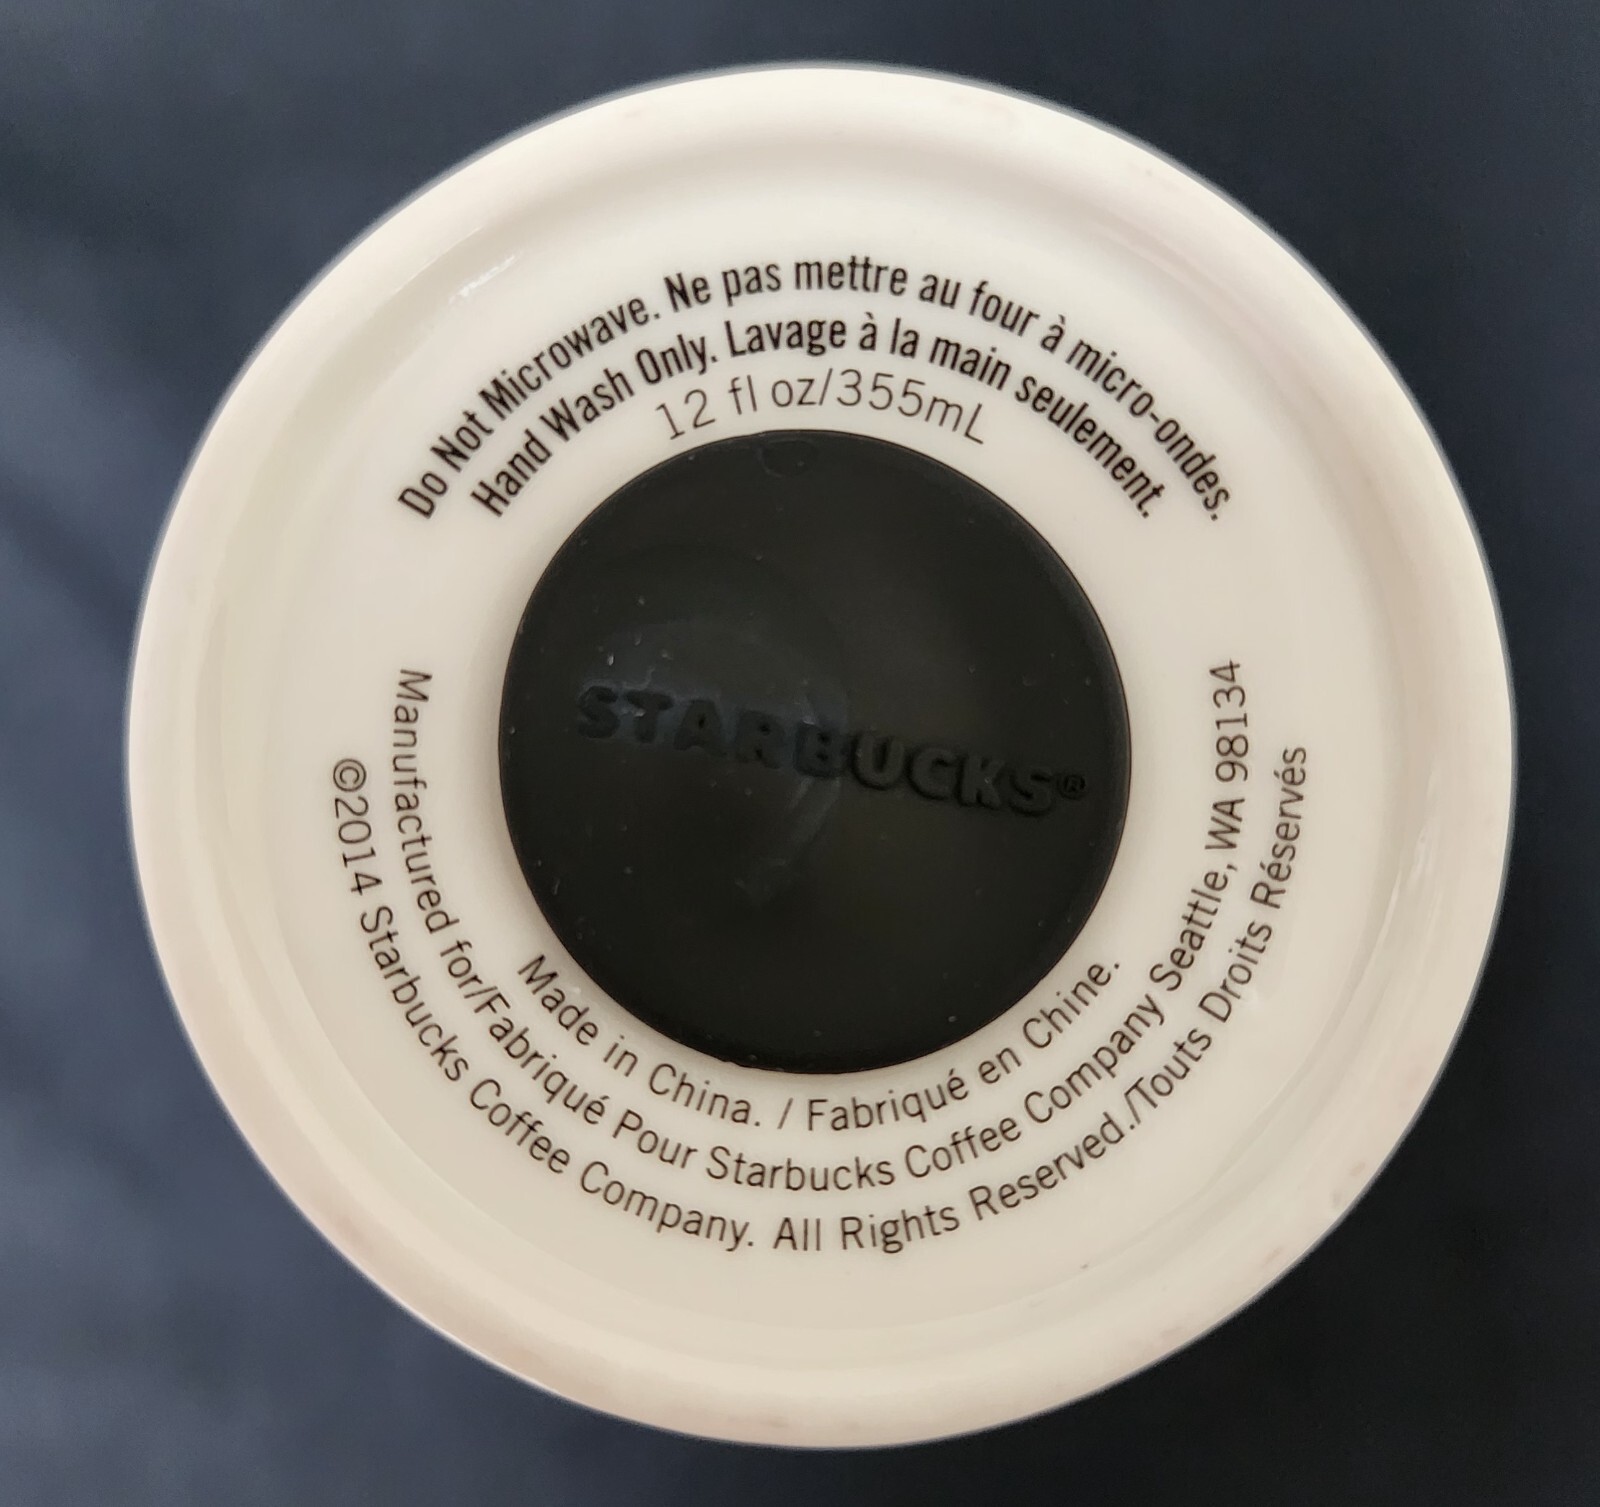 Do Not Microwave. Ne pas mettre au four à micro-ondes.
Hand Wash Only. Lavage à la main seulement.
12 fl oz/355mL
STARBUCKS®
Made in China. / Fabriqué en Chine.
Manufactured for/Fabriqué Pour Starbucks Coffee Company Seattle, WA 98134
©2014 Starbucks Coffee Company. All Rights Reserved./Touts Droits Réservés